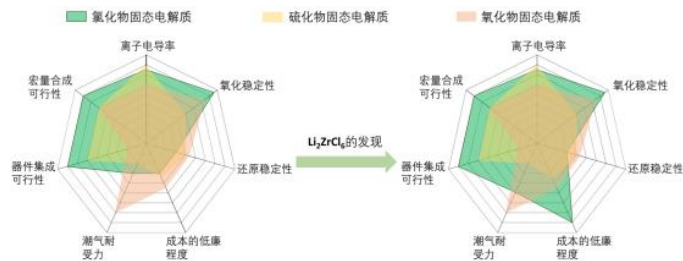 氯化物固态电解质 硫化物固态电解质 氧化物固态电解质
离子电导率
氧化稳定性
还原稳定性
成本的低廉
程度
潮气耐
受力
器件集成
可行性
宏量合成
可行性
Li₂ZrCl₆的发现
离子电导率
氧化稳定性
还原稳定性
成本的低廉
程度
潮气耐
受力
器件集成
可行性
宏量合成
可行性